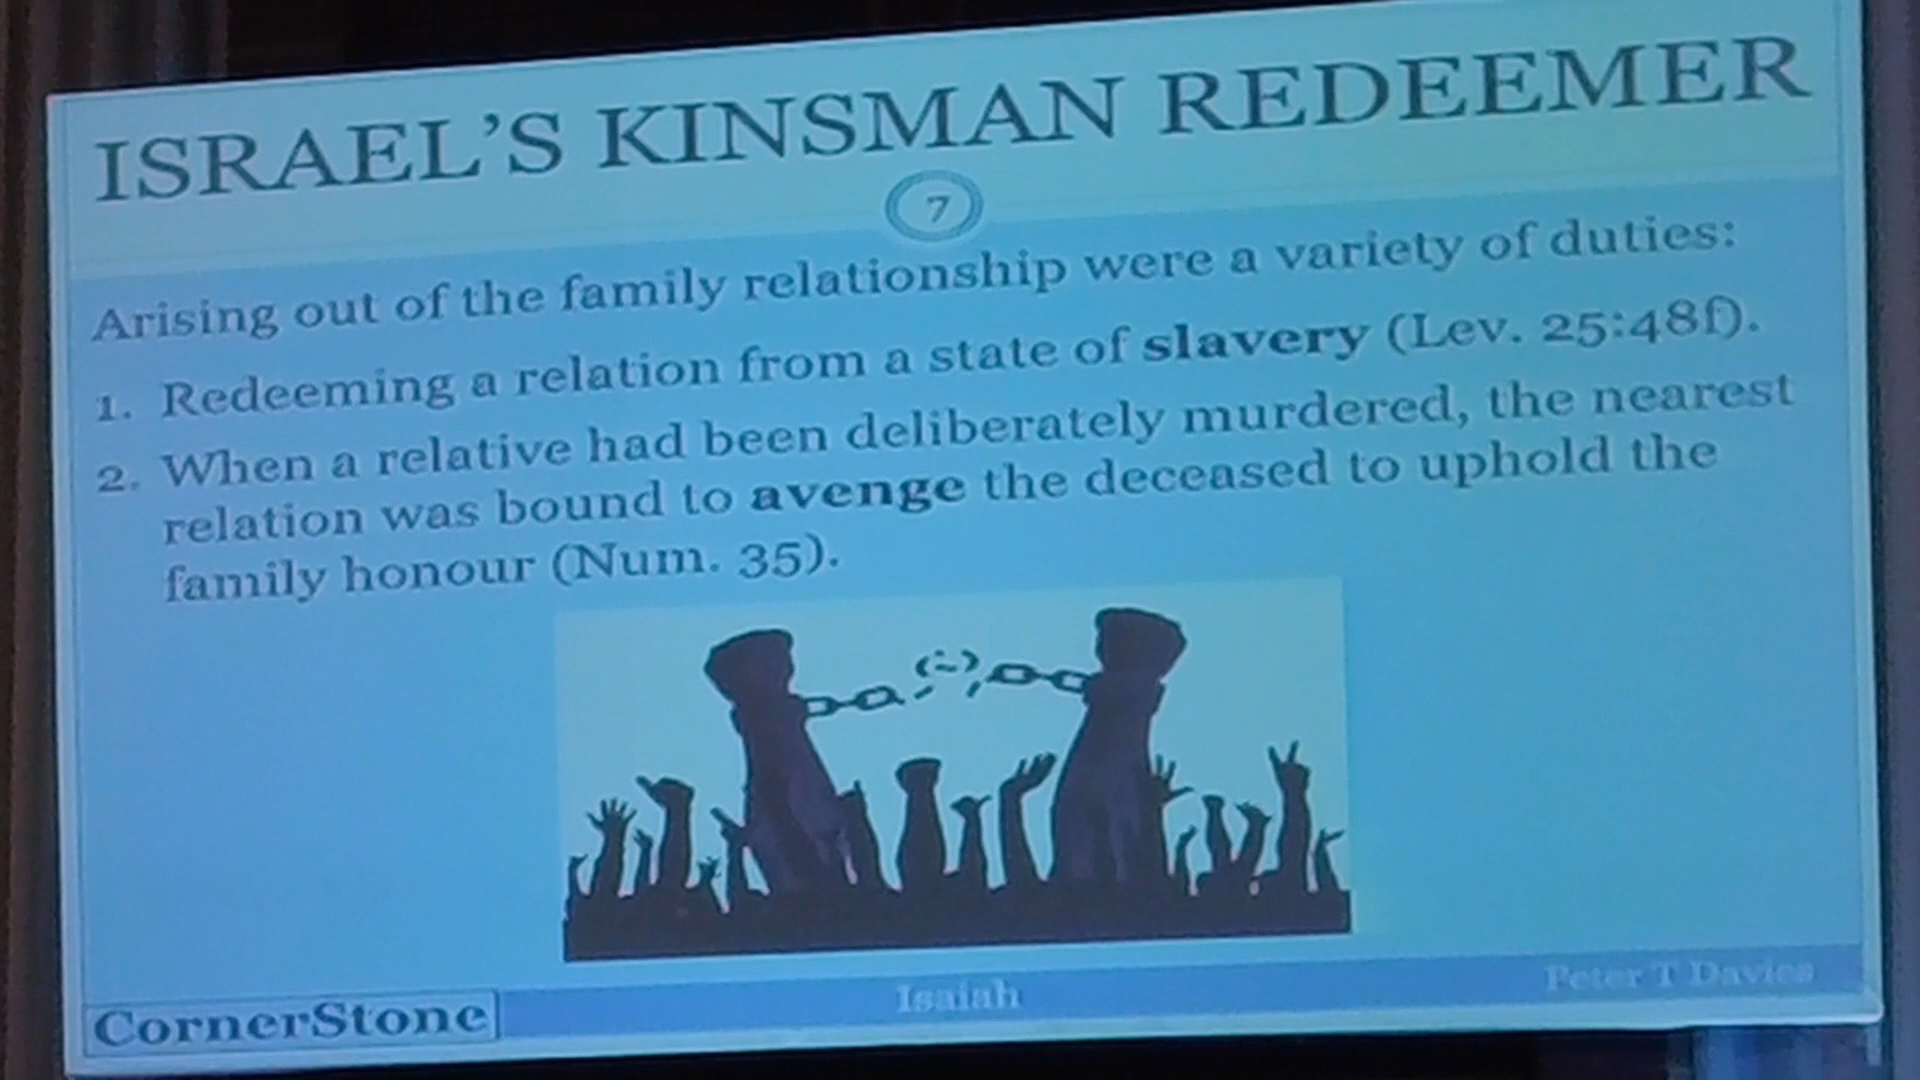 ISRAEL'S KINSMAN REDEEMER
7
Arising out of the family relationship were a variety of duties:
1. Redeeming a relation from a state of slavery (Lev. 25:48f).
2. When a relative had been deliberately murdered, the nearest
relation was bound to avenge the deceased to uphold the
family honour (Num. 35).
CornerStone
Isaiah
Peter T Davies